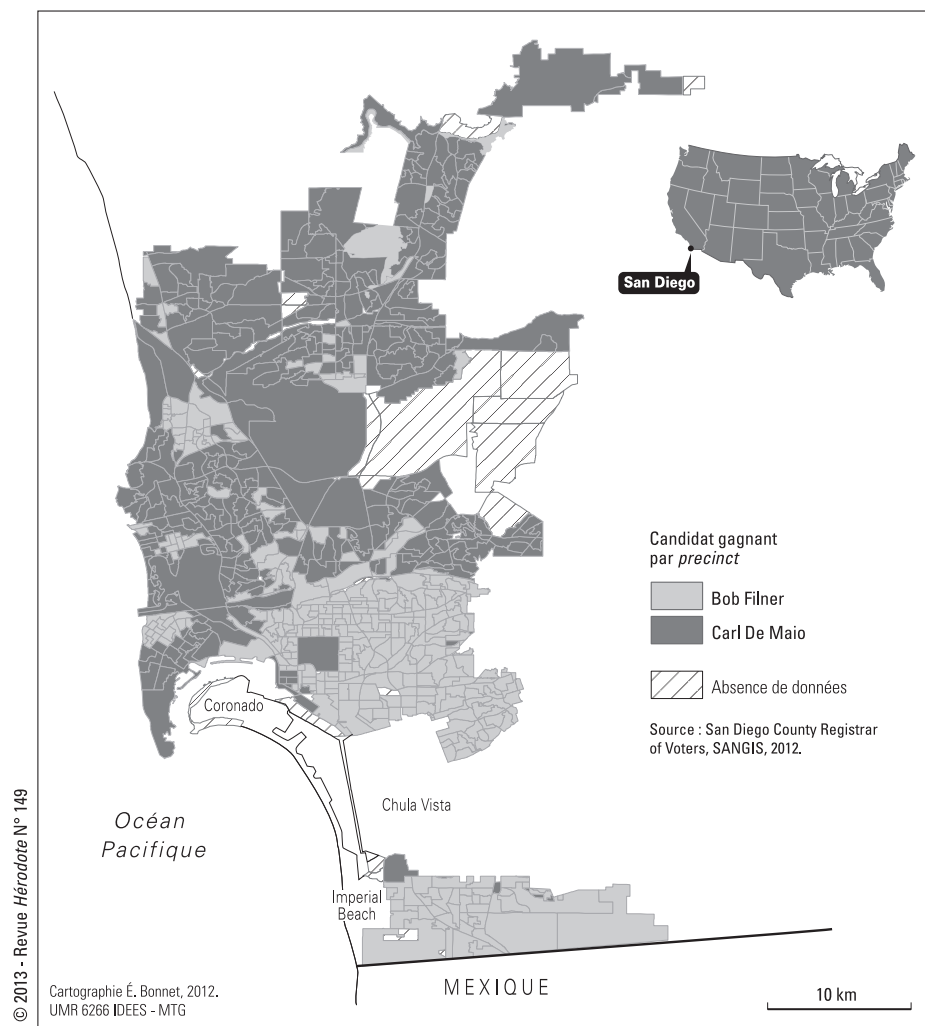 San Diego
Candidat gagnant
par precinct
Bob Filner
Carl De Maio
Absence de données
Source : San Diego County Registrar
of Voters, SANGIS, 2012.
Coronado
Chula Vista
Océan
Pacifique
Imperial
Beach
MEXIQUE
10 km
Cartographie É. Bonnet, 2012.
UMR 6266 IDEES - MTG
© 2013 - Revue Hérodote N° 149